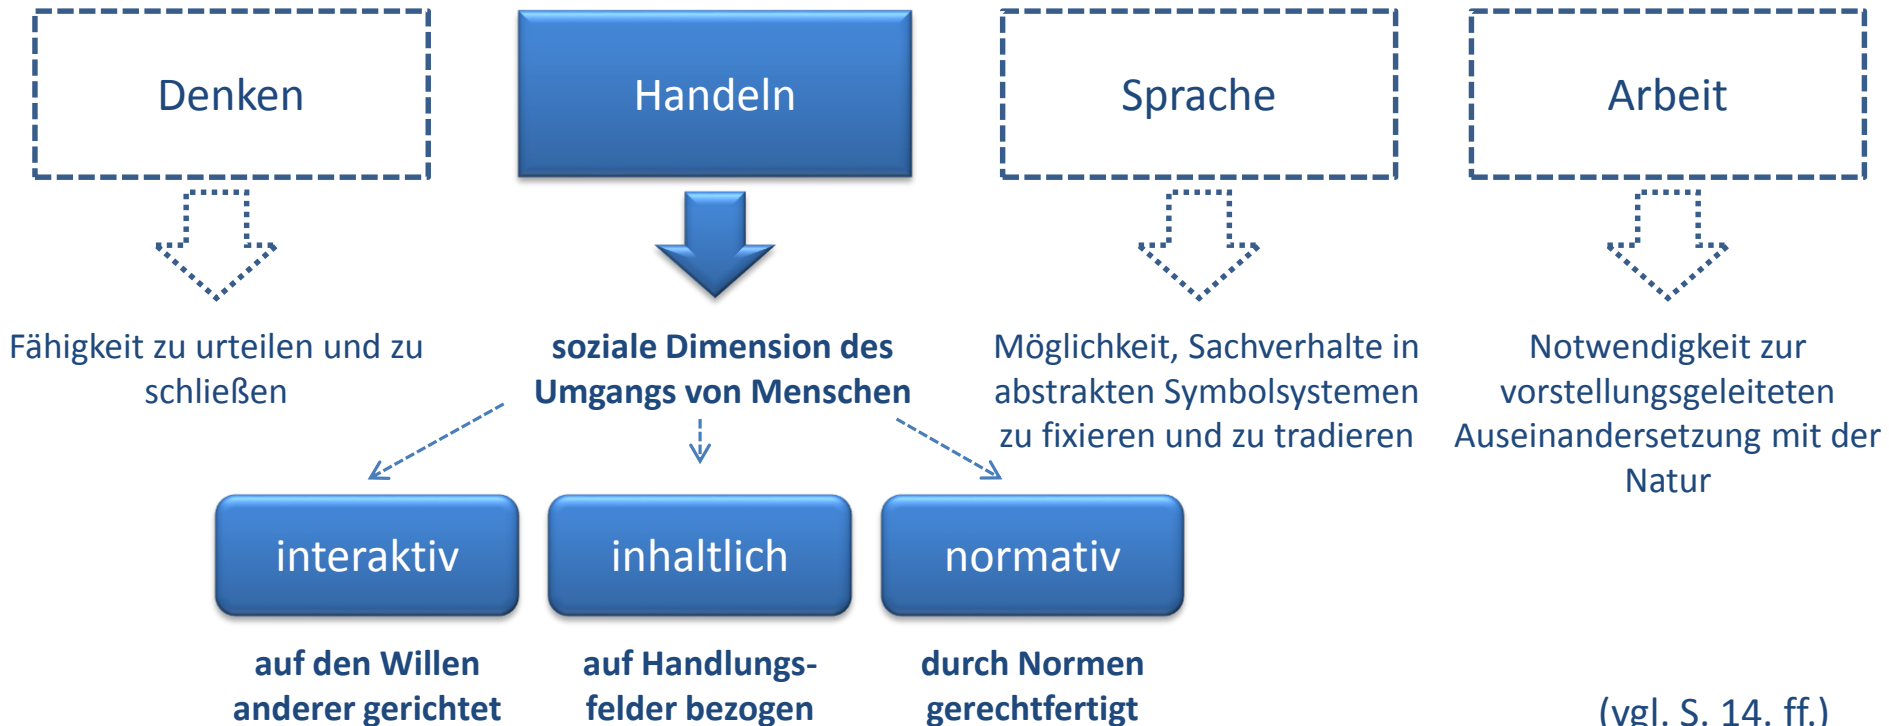 Denken
Handeln
Sprache
Arbeit
Fähigkeit zu urteilen und zu
schließen
soziale Dimension des
Umgangs von Menschen
Möglichkeit, Sachverhalte in
abstrakten Symbolsystemen
zu fixieren und zu tradieren
Notwendigkeit zur
vorstellungsgeleiteten
Auseinandersetzung mit der
Natur
interaktiv
inhaltlich
normativ
auf den Willen
anderer gerichtet
auf Handlungs-
felder bezogen
durch Normen
gerechtfertigt
(vgl. S. 14. ff.)